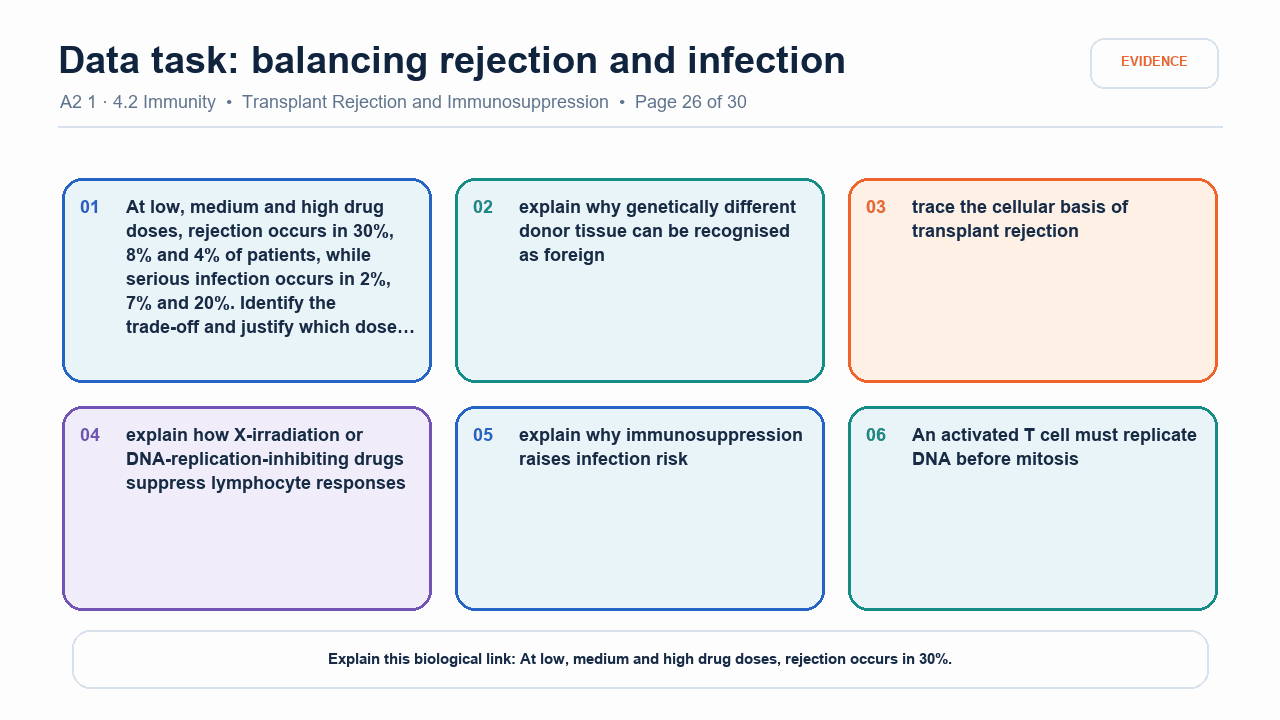 Data task: balancing rejection and infection
EVIDENCE
A2 1 · 4.2 Immunity • Transplant Rejection and Immunosuppression • Page 26 of 30
01
At low, medium and high drug
doses, rejection occurs in 30%,
8% and 4% of patients, while
serious infection occurs in 2%,
7% and 20%. Identify the
trade-off and justify which dose…
02
explain why genetically different
donor tissue can be recognised
as foreign
03
trace the cellular basis of
transplant rejection
04
explain how X-irradiation or
DNA-replication-inhibiting drugs
suppress lymphocyte responses
05
explain why immunosuppression
raises infection risk
06
An activated T cell must replicate
DNA before mitosis
Explain this biological link: At low, medium and high drug doses, rejection occurs in 30%.